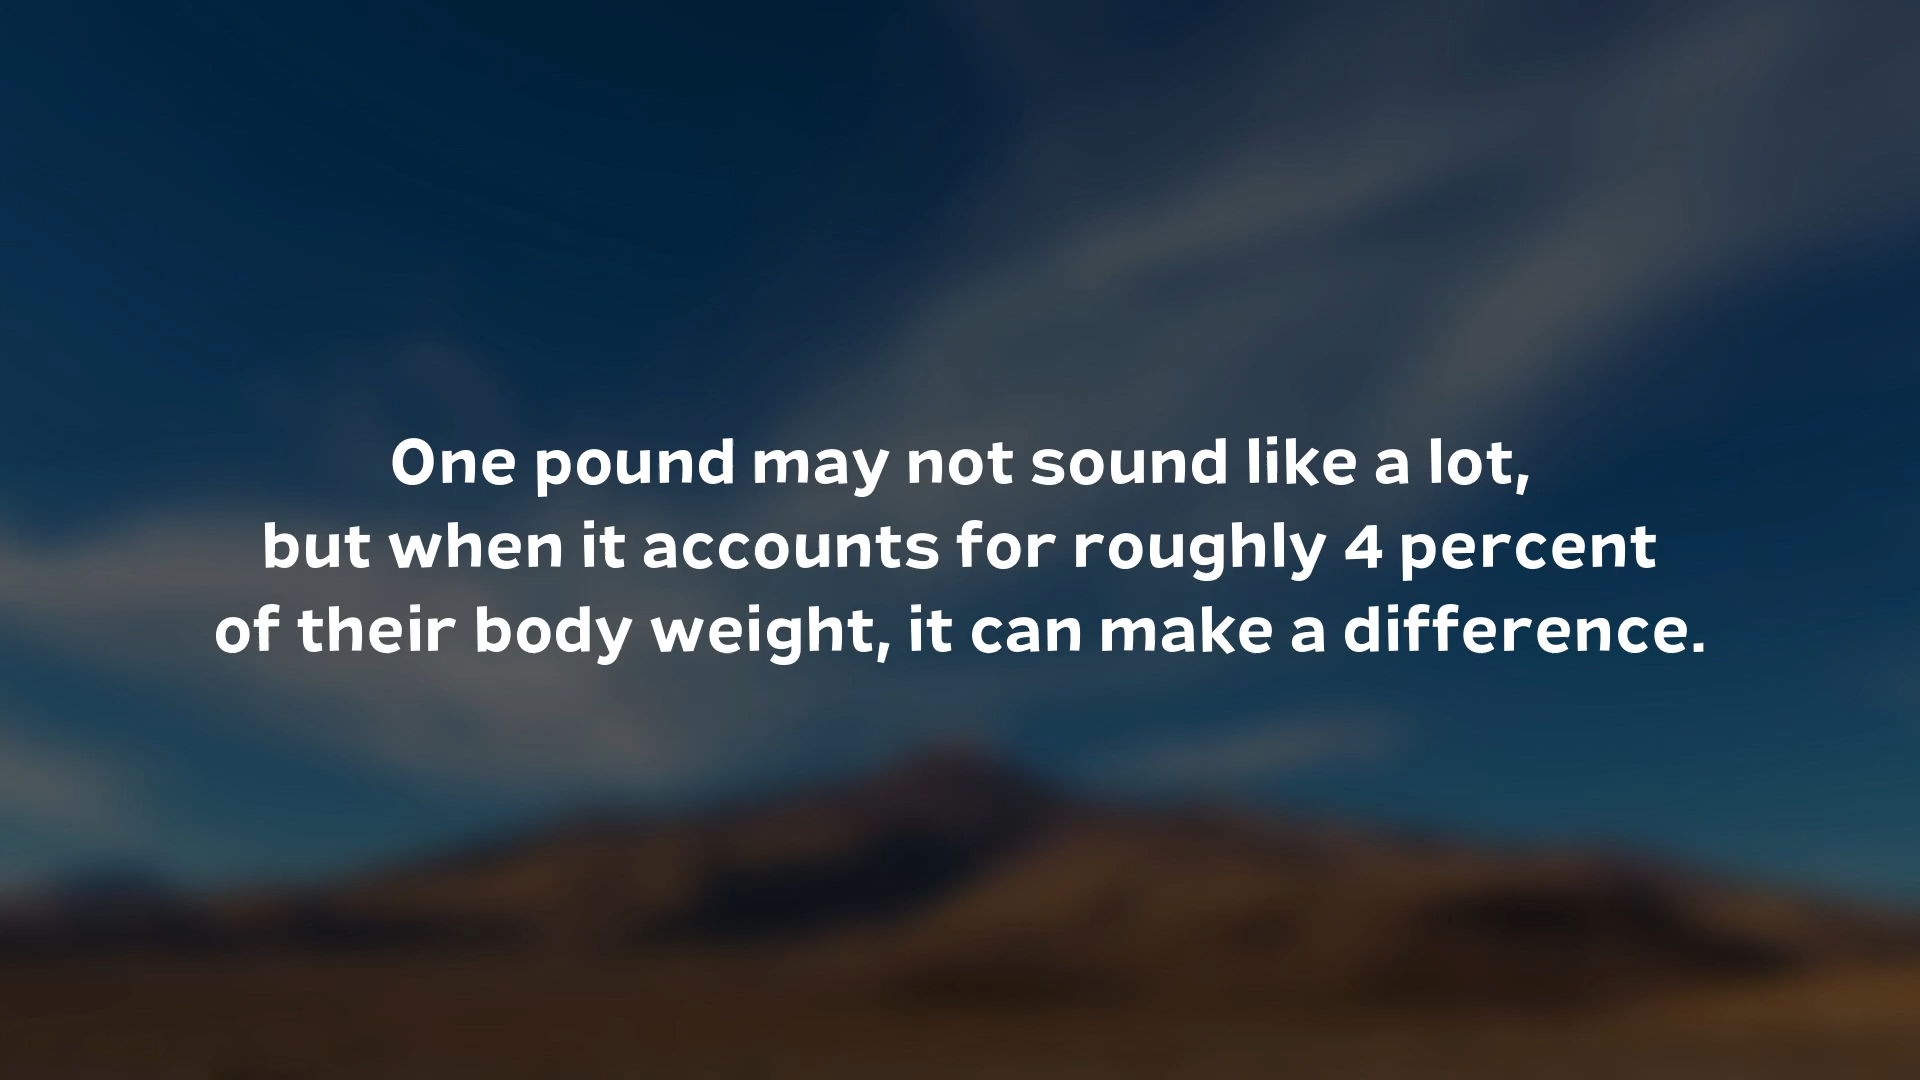 One pound may not sound like a lot,
but when it accounts for roughly 4 percent
of their body weight, it can make a difference.